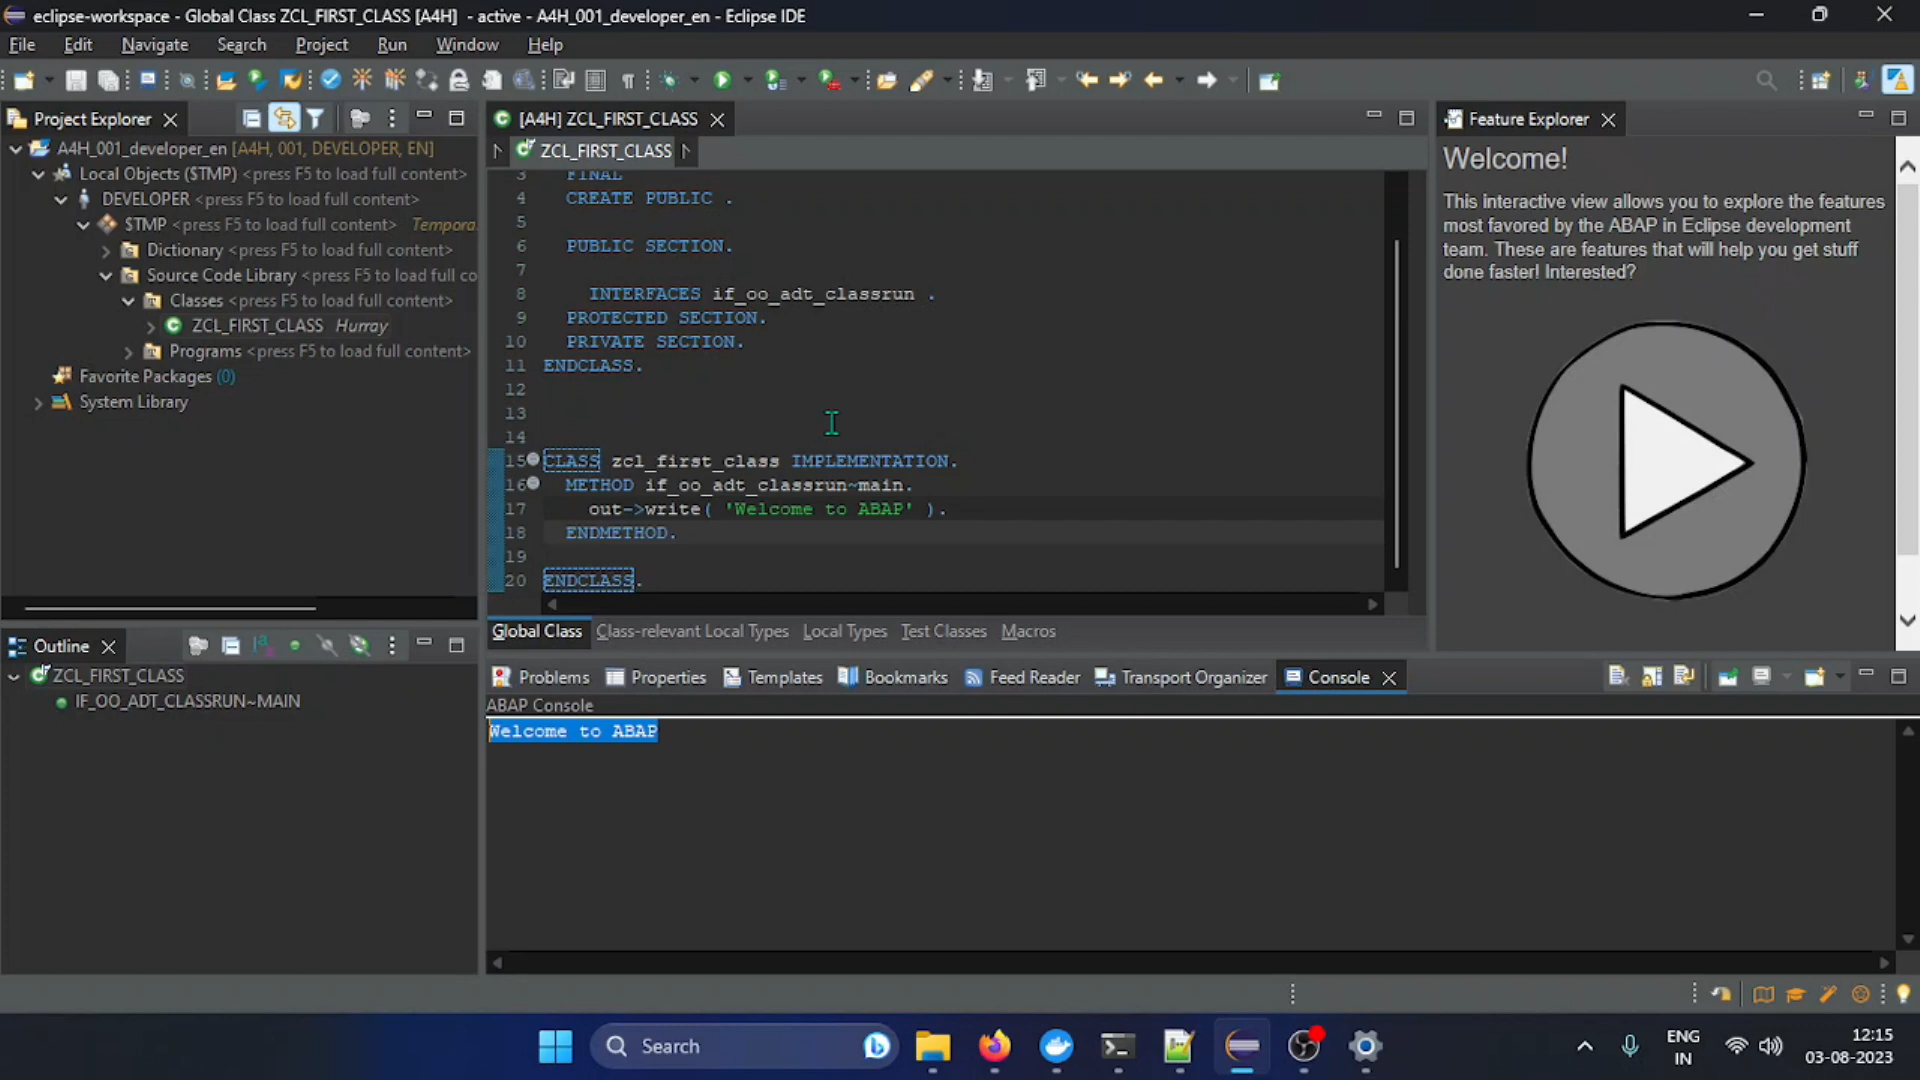 eclipse-workspace - Global Class ZCL_FIRST_CLASS [A4H] - active - A4H_001_developer_en - Eclipse IDE
File Edit Navigate Search Project Run Window Help
Project Explorer
A4H_001_developer_en [A4H, 001, DEVELOPER, EN]
Local Objects ($TMP) <press F5 to load full content>
DEVELOPER <press F5 to load full content>
$TMP <press F5 to load full content> Tempora
Dictionary <press F5 to load full content>
Source Code Library <press F5 to load full co
Classes <press F5 to load full content>
ZCL_FIRST_CLASS Hurray
Programs <press F5 to load full content>
Favorite Packages (0)
System Library
Outline
ZCL_FIRST_CLASS
IF_OO_ADT_CLASSRUN~MAIN
[A4H] ZCL_FIRST_CLASS
ZCL_FIRST_CLASS
3 FINAL
4 CREATE PUBLIC .
5
6 PUBLIC SECTION.
7
8 INTERFACES if_oo_adt_classrun .
9 PROTECTED SECTION.
10 PRIVATE SECTION.
11 ENDCLASS.
12
13
14
15 CLASS zcl_first_class IMPLEMENTATION.
16 METHOD if_oo_adt_classrun~main.
17 out->write( 'Welcome to ABAP' ).
18 ENDMETHOD.
19
20 ENDCLASS.
Global Class Class-relevant Local Types Local Types Test Classes Macros
Problems Properties Templates Bookmarks Feed Reader Transport Organizer Console
ABAP Console
Welcome to ABAP
Feature Explorer
Welcome!
This interactive view allows you to explore the features
most favored by the ABAP in Eclipse development
team. These are features that will help you get stuff
done faster! Interested?
Search
ENG
IN
12:15
03-08-2023